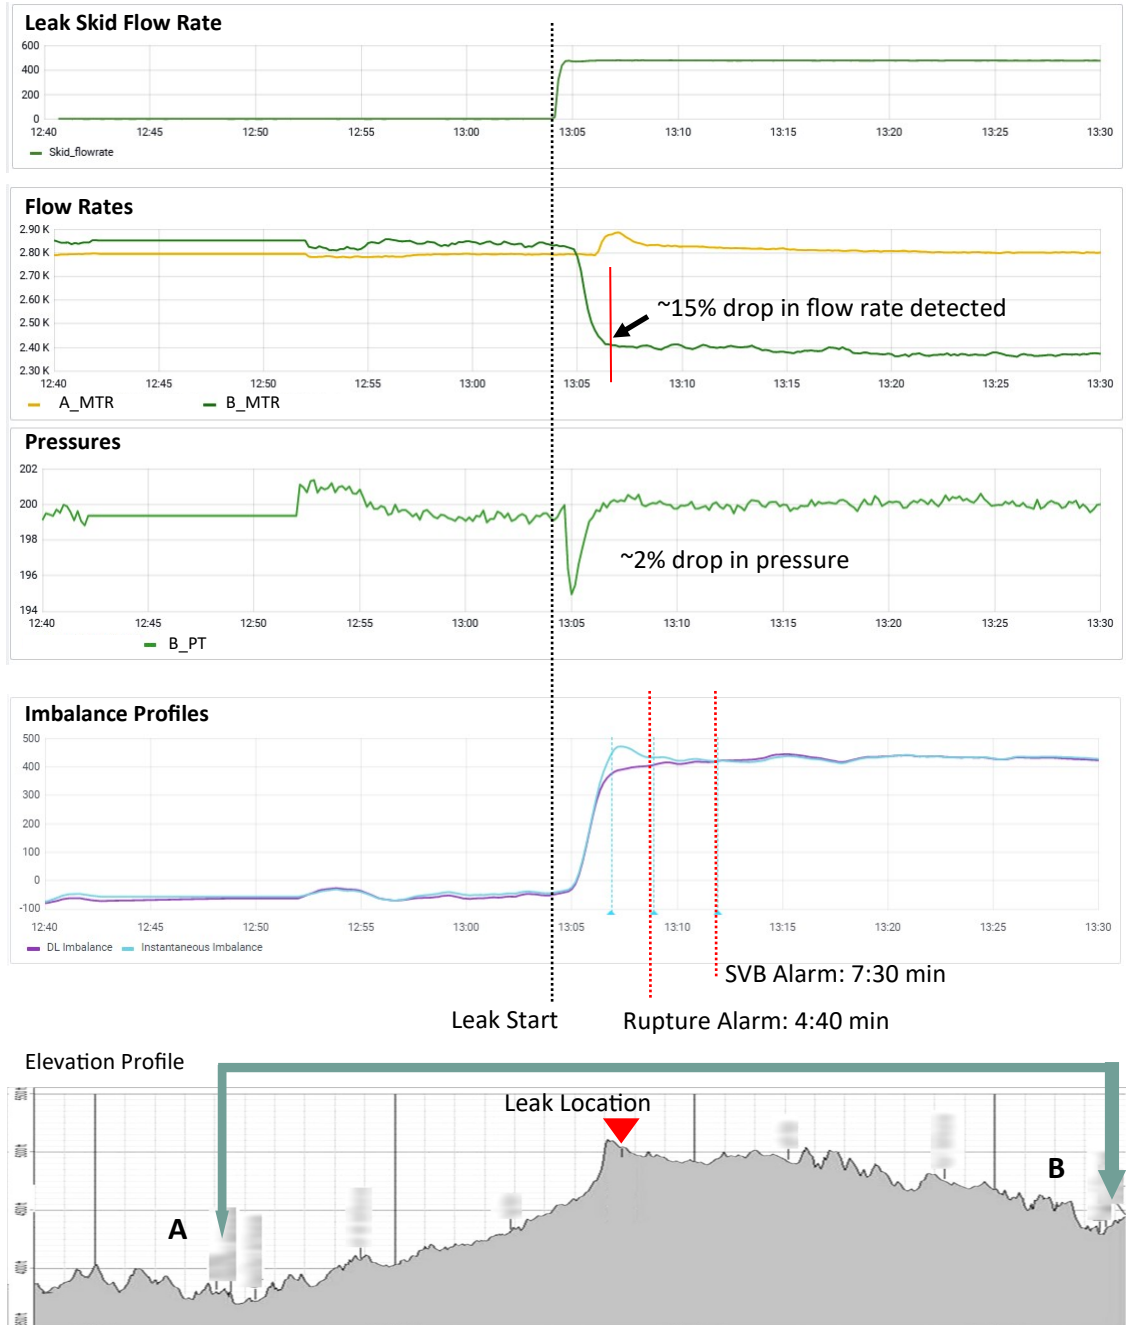 Leak Skid Flow Rate
600
400
200
0
12:40 12:45 12:50 12:55 13:00 13:05 13:10 13:15 13:20 13:25 13:30
Skid_flowrate
Flow Rates
2.90 K
2.80 K
2.70 K
2.60 K
2.50 K
2.40 K
2.30 K
~15% drop in flow rate detected
12:40 12:45 12:50 12:55 13:00 13:05 13:10 13:15 13:20 13:25 13:30
A_MTR B_MTR
Pressures
202
200
198
196
194
~2% drop in pressure
12:40 12:45 12:50 12:55 13:00 13:05 13:10 13:15 13:20 13:25 13:30
B_PT
Imbalance Profiles
500
400
300
200
100
0
-100
12:40 12:45 12:50 12:55 13:00 13:05 13:10 13:15 13:20 13:25 13:30
DL Imbalance Instantaneous Imbalance
SVB Alarm: 7:30 min
Leak Start Rupture Alarm: 4:40 min
Elevation Profile
Leak Location
A
B